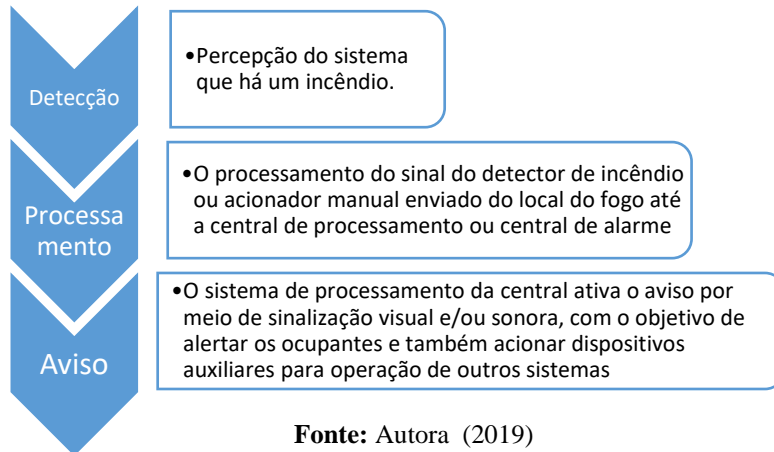 Detecção
•Percepção do sistema
que há um incêndio.
Processa
mento
•O processamento do sinal do detector de incêndio
ou acionador manual enviado do local do fogo até
a central de processamento ou central de alarme
Aviso
•O sistema de processamento da central ativa o aviso por
meio de sinalização visual e/ou sonora, com o objetivo de
alertar os ocupantes e também acionar dispositivos
auxiliares para operação de outros sistemas
Fonte: Autora (2019)